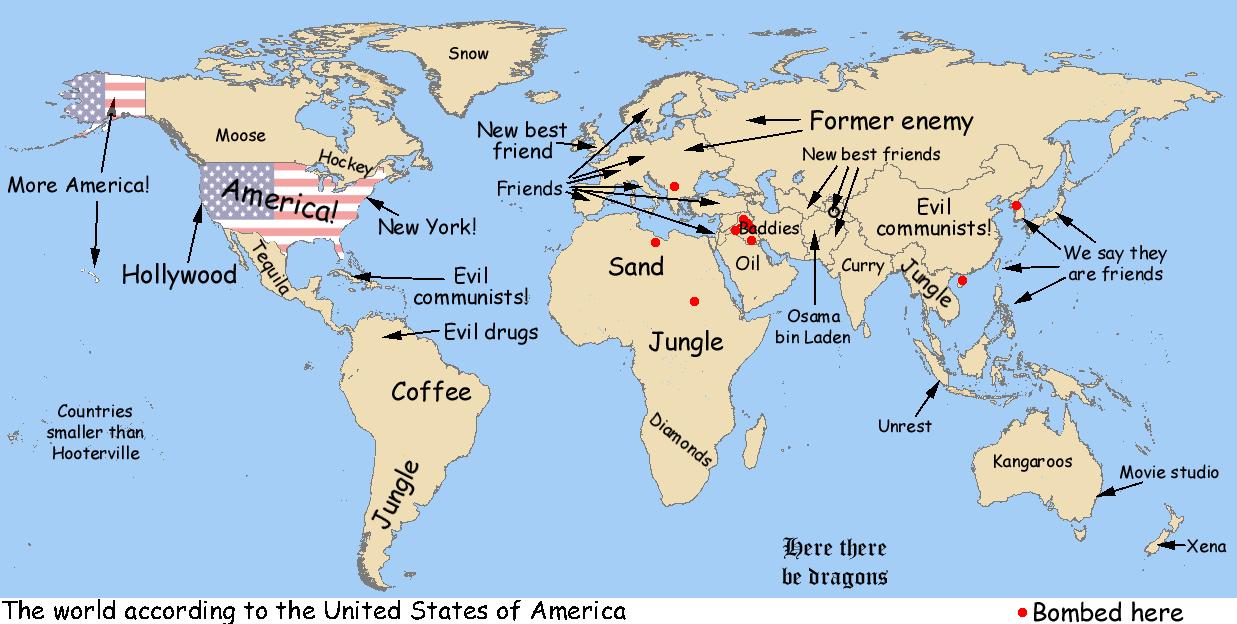 Snow
Moose
Hockey
New best
friend
Former enemy
New best friends
More America!
America!
Friends
New York!
Hollywood
Tequila
Evil
communists!
Evil drugs
Baddies
Evil
communists!
Sand
Oil
Curry
Jungle
We say they
are friends
Osama
bin Laden
Jungle
Coffee
Countries
smaller than
Hooterville
Diamonds
Unrest
Jungle
Kangaroos
Movie studio
Here there
be dragons
Xena
The world according to the United States of America
Bombed here